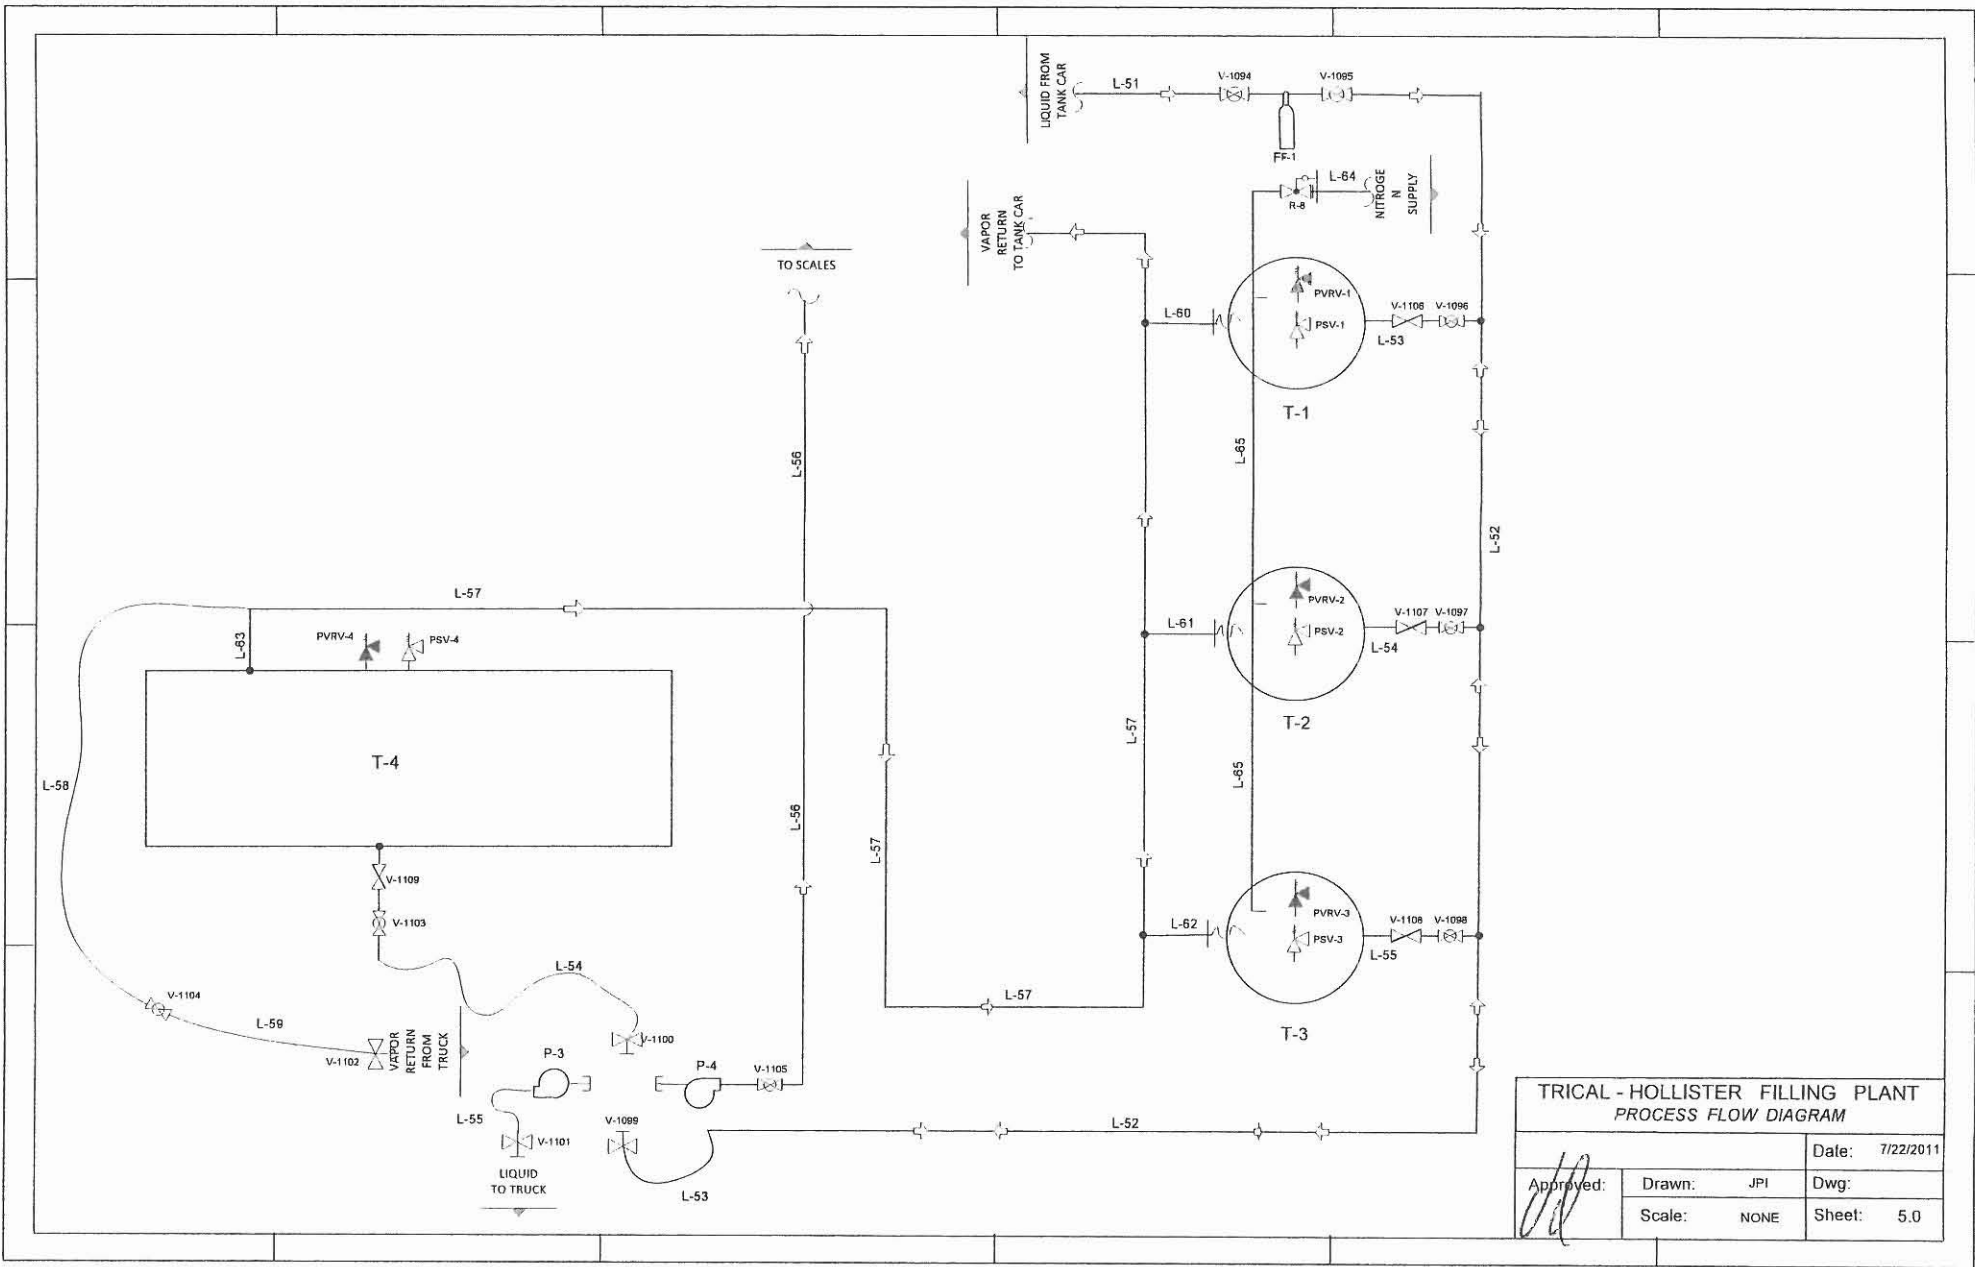 LIQUID FROM
TANK CAR
L-51
V-1094
V-1095
FF-1
L-64
R-8
NITROGE
N
SUPPLY
VAPOR
RETURN
TO TANK CAR
TO SCALES
L-60
PVRV-1
PSV-1
V-1106
V-1096
L-53
T-1
L-56
L-65
L-52
L-57
L-63
PVRV-4
PSV-4
L-61
PVRV-2
PSV-2
V-1107
V-1097
L-54
T-2
L-57
L-58
T-4
L-56
L-57
L-65
V-1109
V-1103
L-62
PVRV-3
PSV-3
V-1108
V-1098
L-55
T-3
L-54
L-57
V-1104
L-59
V-1102
VAPOR
RETURN
FROM
TRUCK
V-1100
P-3
P-4
V-1105
L-55
V-1101
V-1099
L-52
L-53
LIQUID
TO TRUCK
TRICAL - HOLLISTER FILLING PLANT
PROCESS FLOW DIAGRAM
Date: 7/22/2011
Approved:
Drawn: JPI
Dwg:
Scale: NONE
Sheet: 5.0